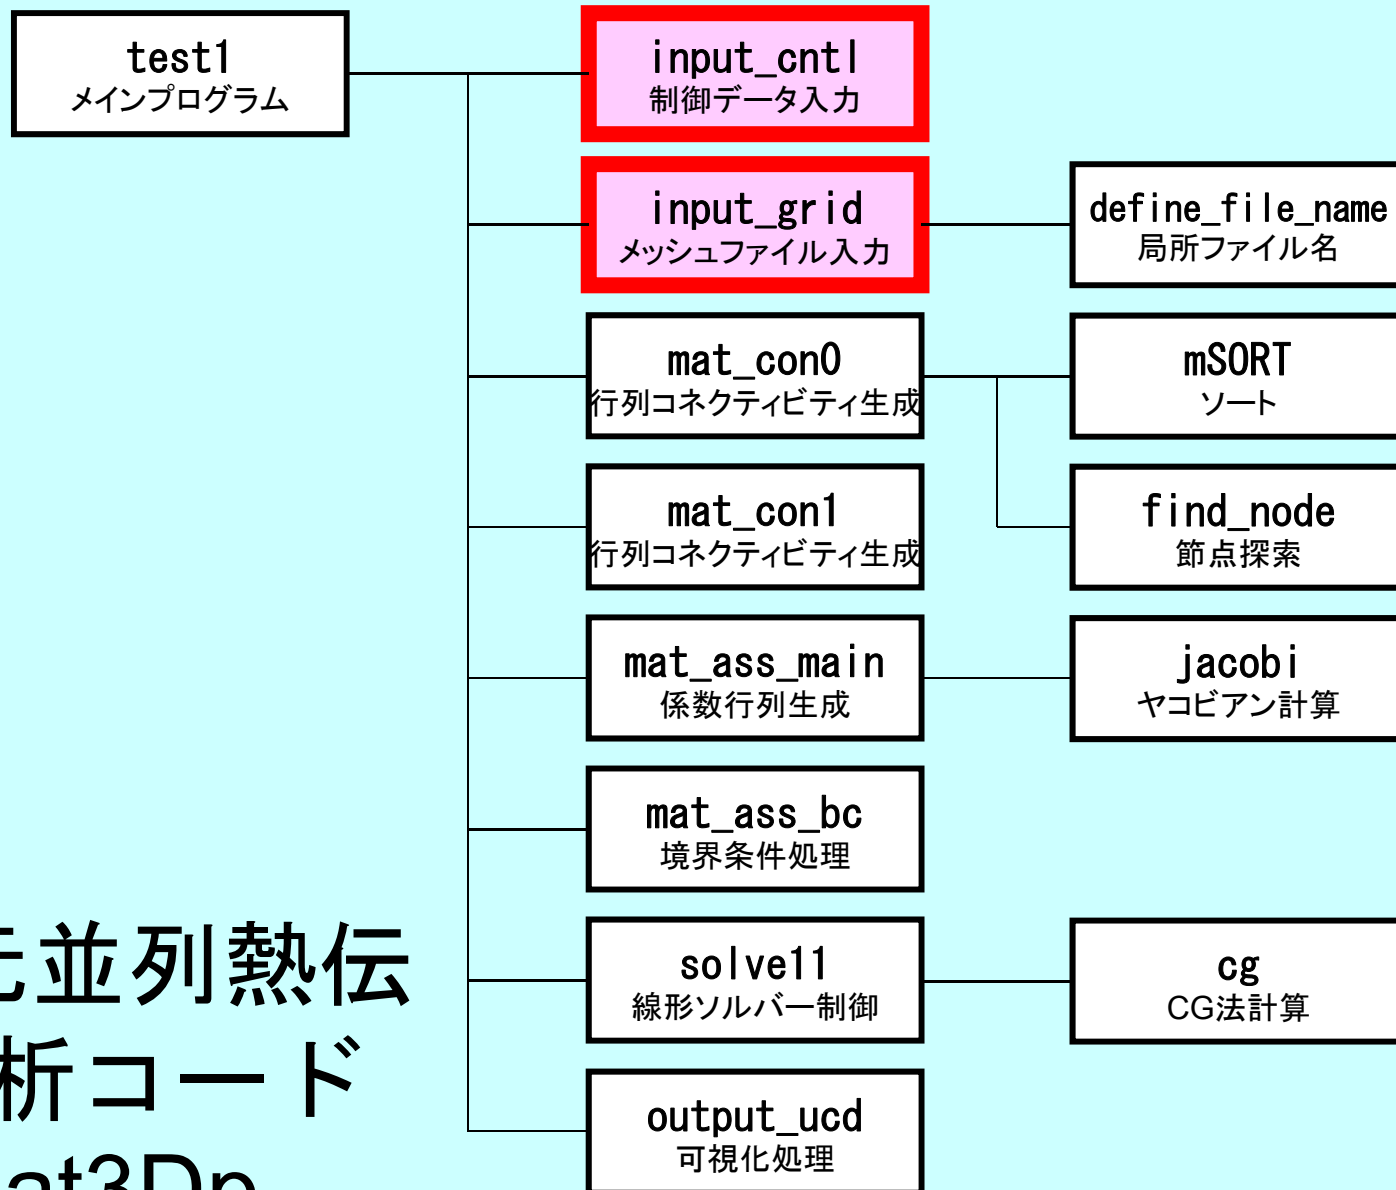 test1
メインプログラム
input_cntl
制御データ入力
input_grid
メッシュファイル入力
define_file_name
局所ファイル名
mat_con0
行列コネクティビティ生成
mSORT
ソート
find_node
節点探索
mat_con1
行列コネクティビティ生成
mat_ass_main
係数行列生成
jacobi
ヤコビアン計算
mat_ass_bc
境界条件処理
solve11
線形ソルバー制御
cg
CG法計算
output_ucd
可視化処理
元並列熱伝
析コード
at3Dp